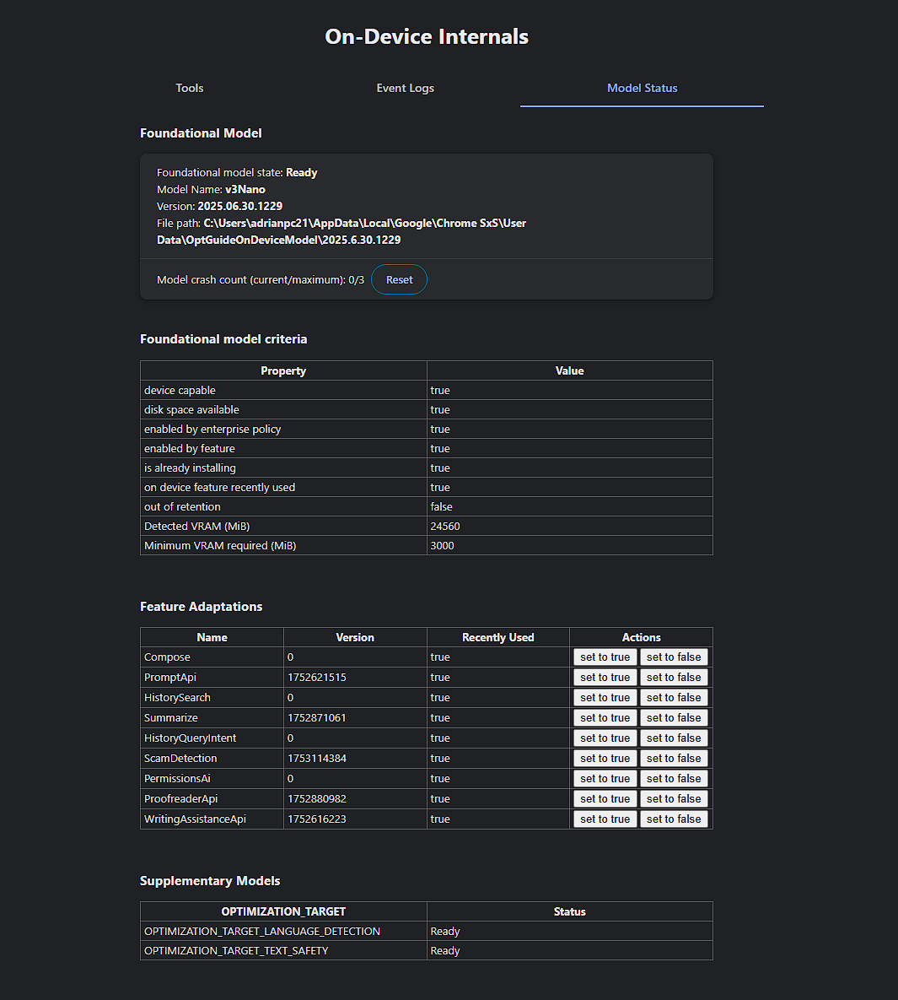 On-Device Internals
Tools Event Logs Model Status
Foundational Model
Foundational model state: Ready
Model Name: v3Nano
Version: 2025.06.30.1229
File path: C:\Users\adrianpc21\AppData\Local\Google\Chrome SxS\User
Data\OptGuideOnDeviceModel\2025.6.30.1229
Model crash count (current/maximum): 0/3 Reset
Foundational model criteria
Property Value
device capable true
disk space available true
enabled by enterprise policy true
enabled by feature true
is already installing true
on device feature recently used true
out of retention false
Detected VRAM (MiB) 24560
Minimum VRAM required (MiB) 3000
Feature Adaptations
Name Version Recently Used Actions
Compose 0 true set to true set to false
PromptApi 1752621515 true set to true set to false
HistorySearch 0 true set to true set to false
Summarize 1752871061 true set to true set to false
HistoryQueryIntent 0 true set to true set to false
ScamDetection 1753114384 true set to true set to false
PermissionsAi 0 true set to true set to false
ProofreaderApi 1752880982 true set to true set to false
WritingAssistanceApi 1752616223 true set to true set to false
Supplementary Models
OPTIMIZATION_TARGET Status
OPTIMIZATION_TARGET_LANGUAGE_DETECTION Ready
OPTIMIZATION_TARGET_TEXT_SAFETY Ready